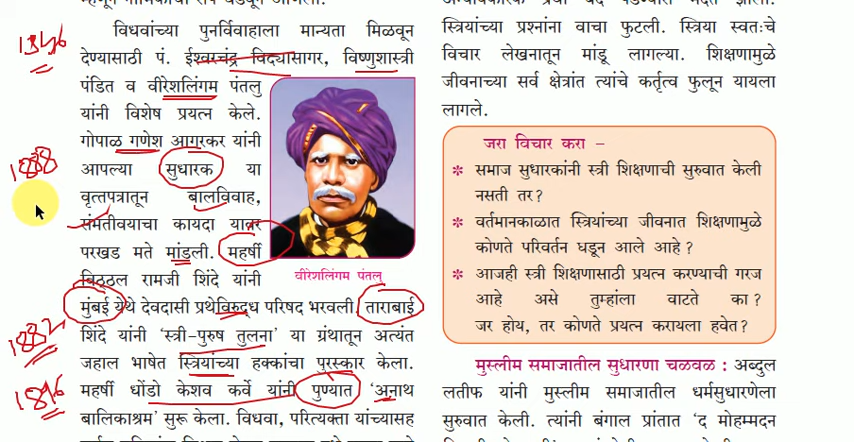 विधवांच्या पुनर्विवाहाला मान्यता मिळवून
देण्यासाठी पं. ईश्वरचंद्र विद्यासागर, विष्णुशास्त्री
पंडित व वीरेशलिंगम पंतलु
यांनी विशेष प्रयत्न केले.
गोपाळ गणेश आगरकर यांनी
आपल्या सुधारक या
वृत्तपत्रातून बालविवाह,
संमतीवयाचा कायदा यावर
परखड मते मांडली. महर्षी
विठ्ठल रामजी शिंदे यांनी
मुंबई येथे देवदासी प्रथेविरुद्ध परिषद भरवली ताराबाई
शिंदे यांनी ‘स्त्री-पुरुष तुलना’ या ग्रंथातून अत्यंत
जहाल भाषेत स्त्रियांच्या हक्कांचा पुरस्कार केला.
महर्षी धोंडो केशव कर्वे यांनी पुण्यात ‘अनाथ
बालिकाश्रम’ सुरू केला. विधवा, परित्यक्ता यांच्यासह
वीरेशलिंगम पंतलु
1888
1882
1896
स्त्रियांच्या प्रश्नांना वाचा फुटली. स्त्रिया स्वतःचे
विचार लेखनातून मांडू लागल्या. शिक्षणामुळे
जीवनाच्या सर्व क्षेत्रांत त्यांचे कर्तृत्व फुलून यायला
लागले.
जरा विचार करा –
* समाज सुधारकांनी स्त्री शिक्षणाची सुरुवात केली
नसती तर?
* वर्तमानकाळात स्त्रियांच्या जीवनात शिक्षणामुळे
कोणते परिवर्तन घडून आले आहे ?
* आजही स्त्री शिक्षणासाठी प्रयत्न करण्याची गरज
आहे असे तुम्हांला वाटते का?
जर होय, तर कोणते प्रयत्न करायला हवेत?
मुस्लीम समाजातील सुधारणा चळवळ : अब्दुल
लतीफ यांनी मुस्लीम समाजातील धर्मसुधारणेला
सुरुवात केली. त्यांनी बंगाल प्रांतात ‘द मोहम्मदन